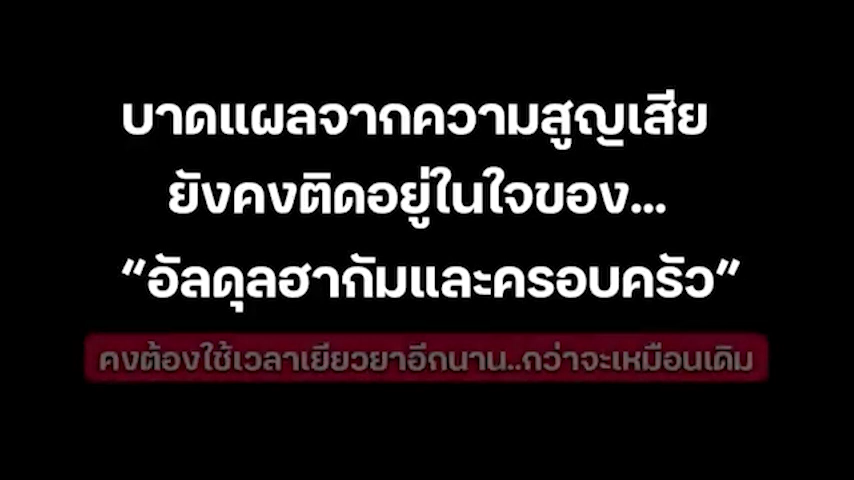 บาดแผลจากความสูญเสีย
ยังคงติดอยู่ในใจของ...
“อัลดุลฮากัมและครอบครัว”
คงต้องใช้เวลาเยียวยาอีกนาน..กว่าจะเหมือนเดิม